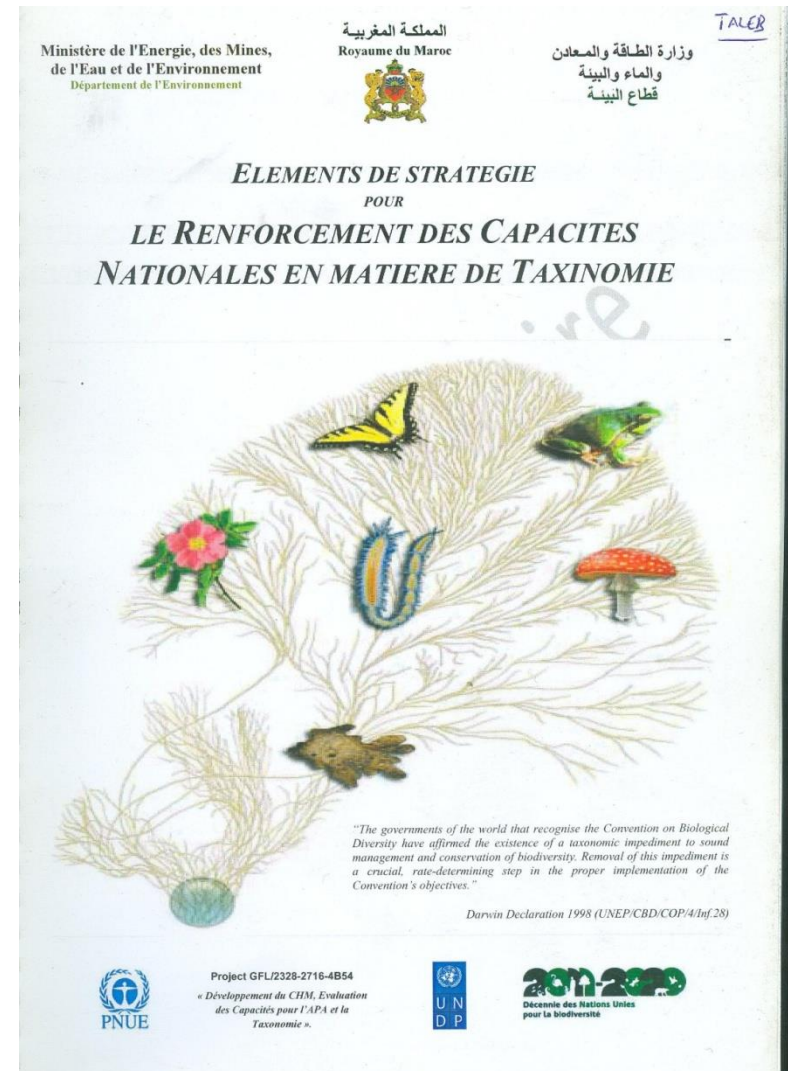 TALEB
Ministère de l'Energie, des Mines,
de l'Eau et de l'Environnement
Département de l'Environnement
المملكة المغربية
Royaume du Maroc
وزارة الطاقة والمعادن
والماء والبيئة
قطاع البيئة
ELEMENTS DE STRATEGIE
POUR
LE RENFORCEMENT DES CAPACITES
NATIONALES EN MATIERE DE TAXINOMIE
"The governments of the world that recognise the Convention on Biological
Diversity have affirmed the existence of a taxonomic impediment to sound
management and conservation of biodiversity. Removal of this impediment is
a crucial, rate-determining step in the proper implementation of the
Convention's objectives."
Darwin Declaration 1998 (UNEP/CBD/COP/4/Inf.28)
PNUE
Project GFL/2328-2716-4B54
« Développement du CHM, Evaluation
des Capacités pour l'APA et la
Taxonomie ».
U N
D P
2011-2020
Décennie des Nations Unies
pour la biodiversité